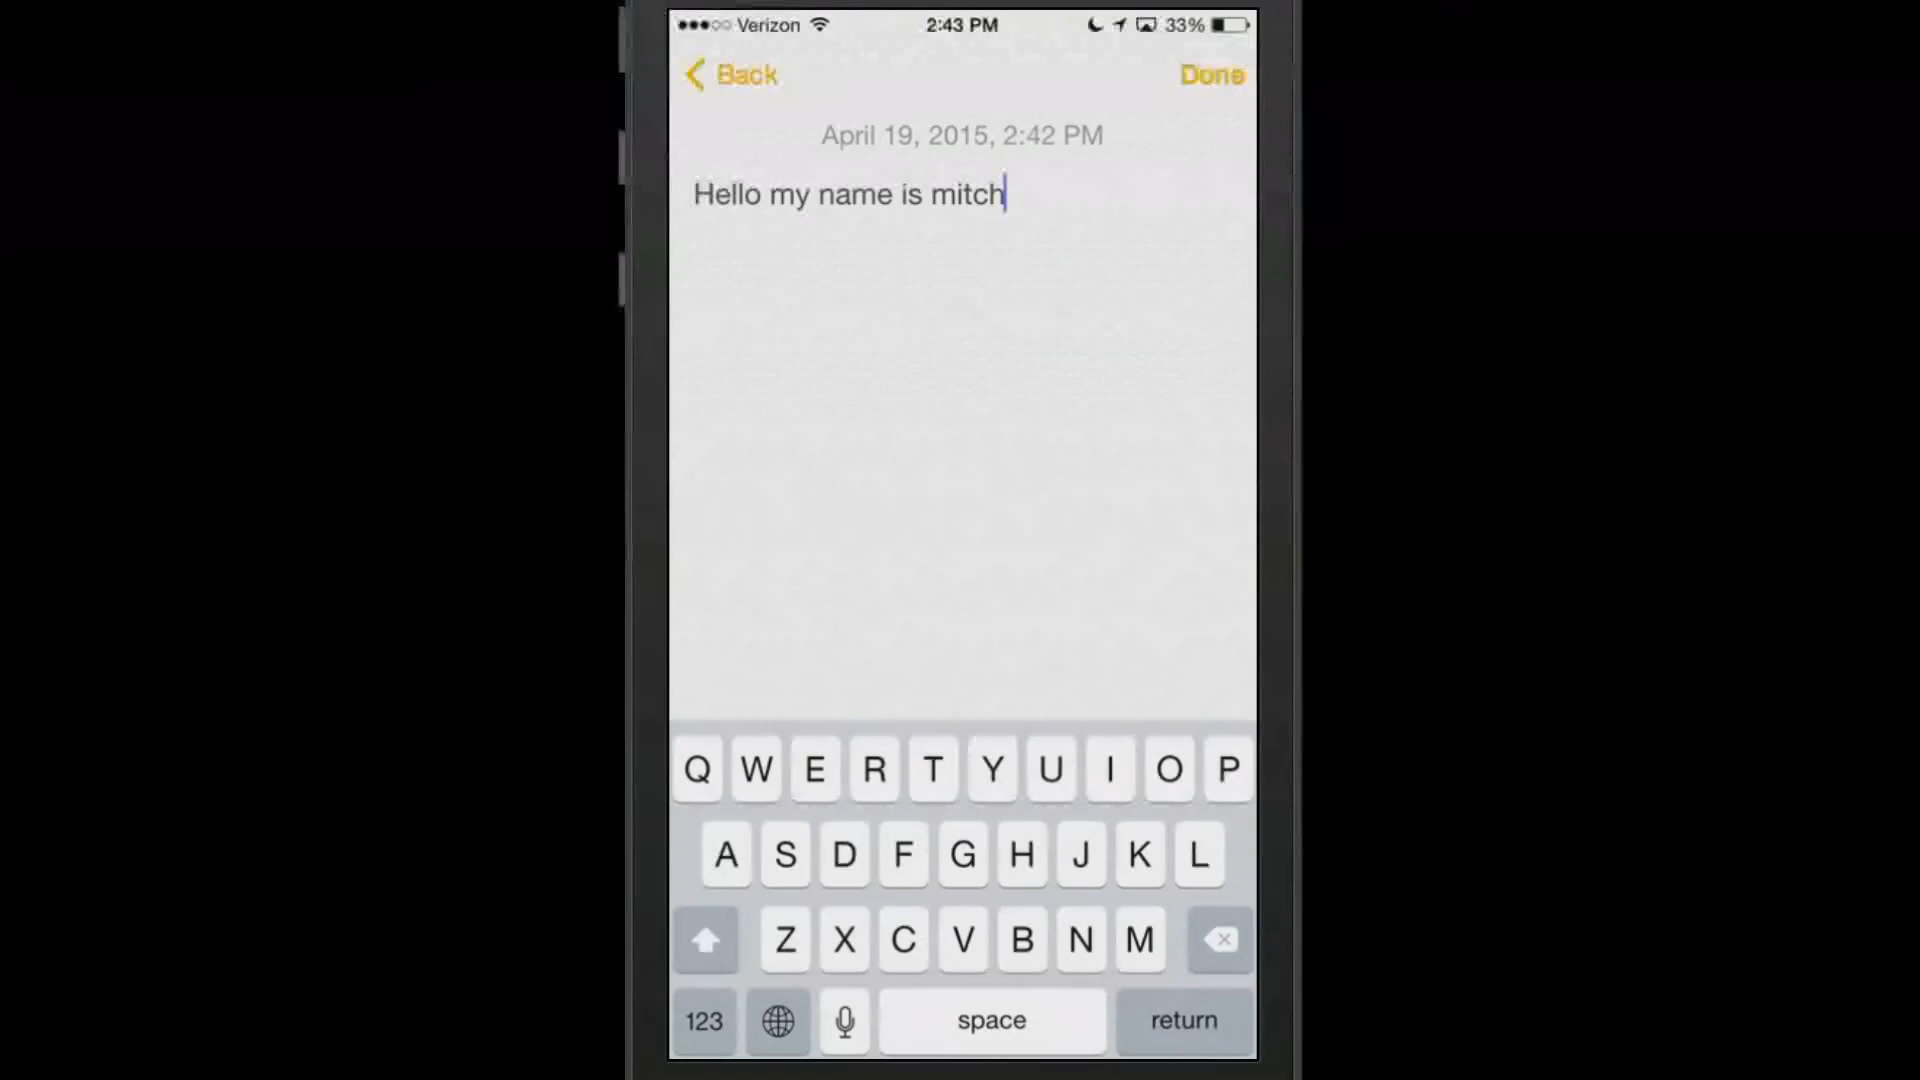 Verizon 2:43 PM 33%
Back Done
April 19, 2015, 2:42 PM
Hello my name is mitch
Q W E R T Y U I O P
A S D F G H J K L
Z X C V B N M
123 space return